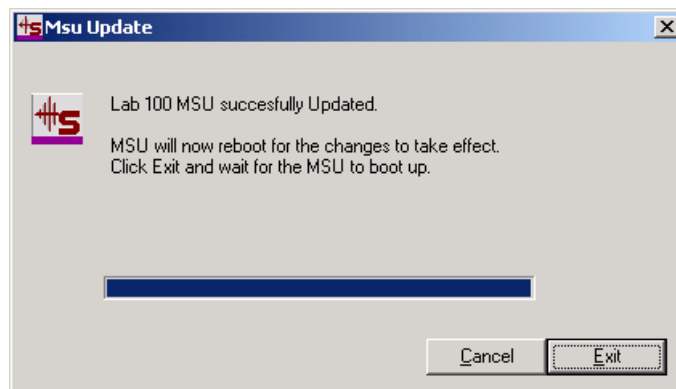 Msu Update
Lab 100 MSU succesfully Updated.
MSU will now reboot for the changes to take effect.
Click Exit and wait for the MSU to boot up.
Cancel Exit